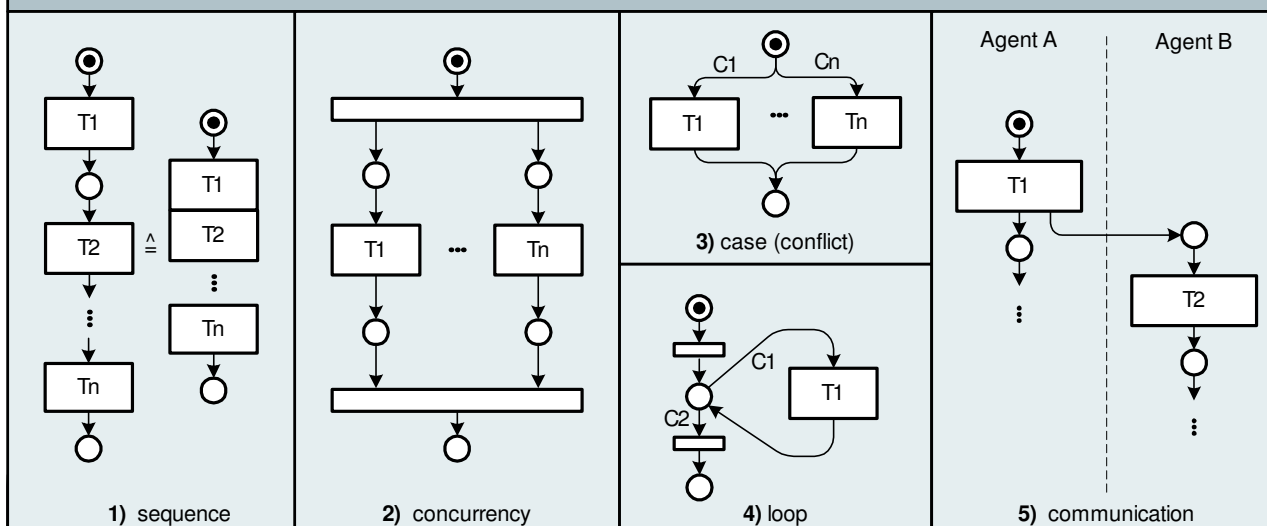 T1
T2
Tn
≙
T1
T2
Tn
1) sequence
T1
...
Tn
2) concurrency
C1
Cn
T1
...
Tn
3) case (conflict)
C1
T1
C2
4) loop
Agent A
Agent B
T1
T2
5) communication